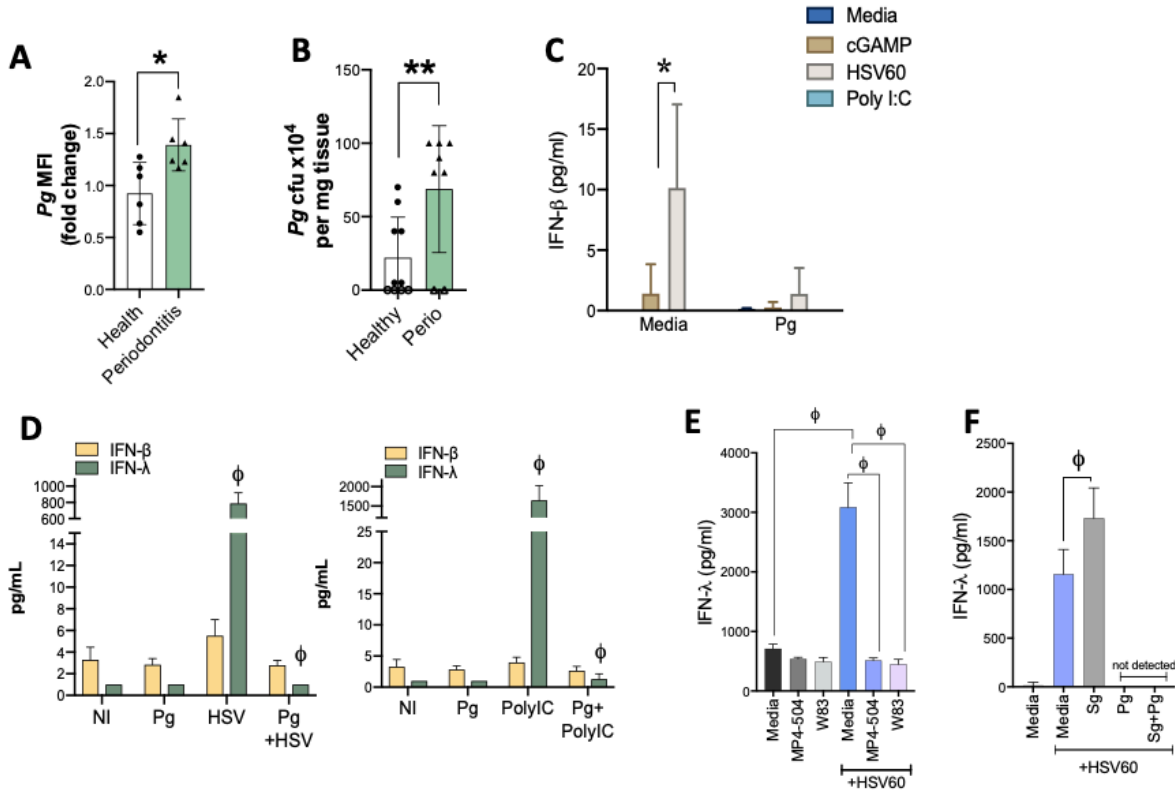 A
*
2.0
1.5
1.0
0.5
0.0
Pg MFI
(fold change)
Health
Periodontitis
B
**
150
100
50
0
Pg cfu x10⁴
per mg tissue
Healthy
Perio
C
Media
cGAMP
HSV60
Poly I:C
*
20
15
10
5
0
IFN-β (pg/ml)
Media
Pg
D
IFN-β
IFN-λ
ϕ
1000
800
600
14
12
10
8
6
4
2
0
pg/mL
ϕ
NI
Pg
HSV
Pg
+HSV
IFN-β
IFN-λ
ϕ
2000
1500
25
20
15
10
5
0
pg/mL
ϕ
NI
Pg
PolyIC
Pg+
PolyIC
E
ϕ
ϕ
ϕ
4000
3000
2000
1000
0
IFN-λ (pg/ml)
Media
MP4-504
W83
Media
MP4-504
W83
+HSV60
F
ϕ
2500
2000
1500
1000
500
0
IFN-λ (pg/ml)
not detected
Media
Media
Sg
Pg
Sg+Pg
+HSV60